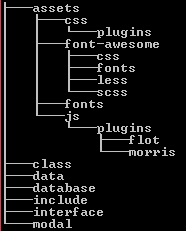 assets
css
plugins
font-awesome
css
fonts
less
scss
fonts
js
plugins
flot
morris
class
data
database
include
interface
modal